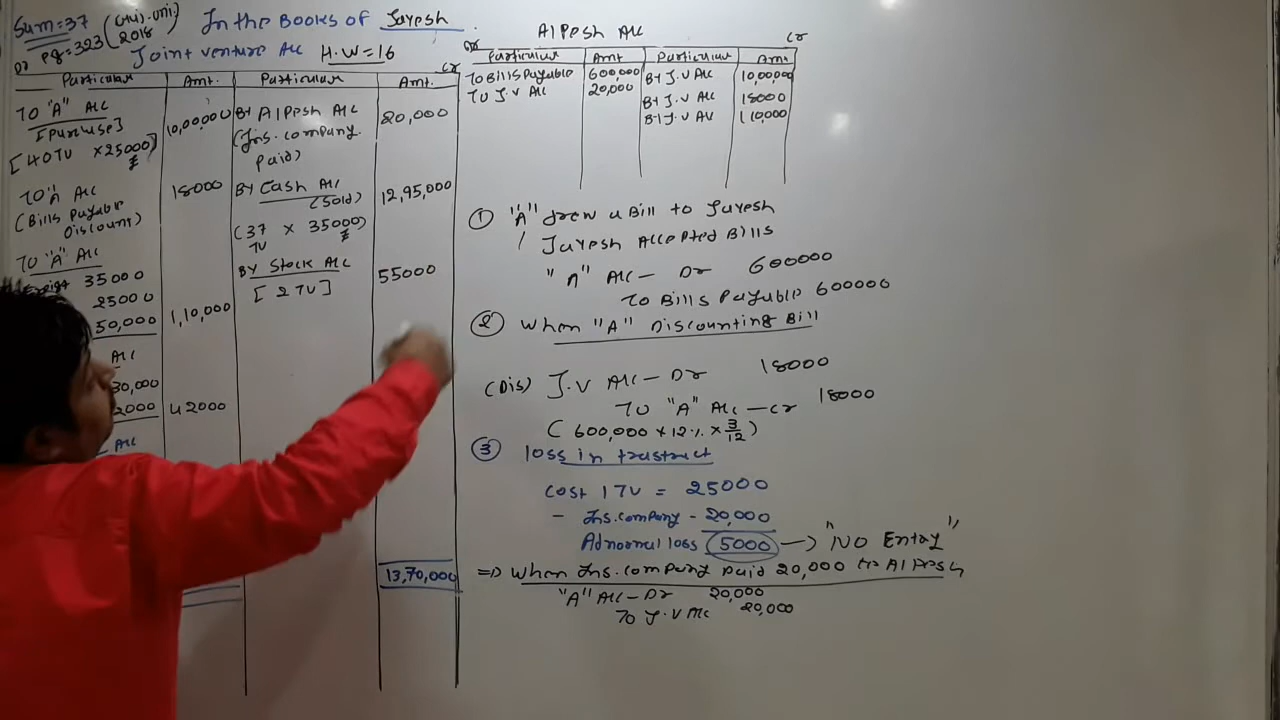 Sum=37
(Guj. Uni.)
2018
Pg=323
In the Books of Jayesh
Joint venture A/c H.W=16
Dr
Cr
Particular Amt. Particular Amt.
To "A" A/c 10,00,000 By Alpesh A/c 20,000
[Purchase] (Ins. Company
[40 TV x 25000] Paid)
To "A" A/c 18000 By Cash A/c 12,95,000
(Bills Payable (Sold)
Discount) (37 x 35000)
TV
To "A" A/c By Stock A/c 55000
35000 [2 TV]
25000
50,000 1,10,000
A/c
30,000
2000 42000
A/c
13,70,000
Alpesh A/c
Dr Cr
Particular Amt Particular Amt
To Bills Payable 600,000 By J.V A/c 10,00,000
To J.V A/c 20,000 By J.V A/c 18000
By J.V A/c 110,000
① "A" drew a Bill to Jayesh
/ Jayesh Accepted Bills
"A" A/c - Dr 600000
To Bills Payable 600000
② When "A" Discounting Bill
(Dis) J.V A/c - Dr 18000
To "A" A/c - Cr 18000
( 600,000 x 12% x 3/12 )
③ loss in transit
Cost 1 TV = 25000
- Ins. Company - 20,000
Adnormal loss 5000 → "No Entry"
⇒ When Ins. Company Paid 20,000 to Alpesh
"A" A/c - Dr 20,000
To J.V A/c 20,000